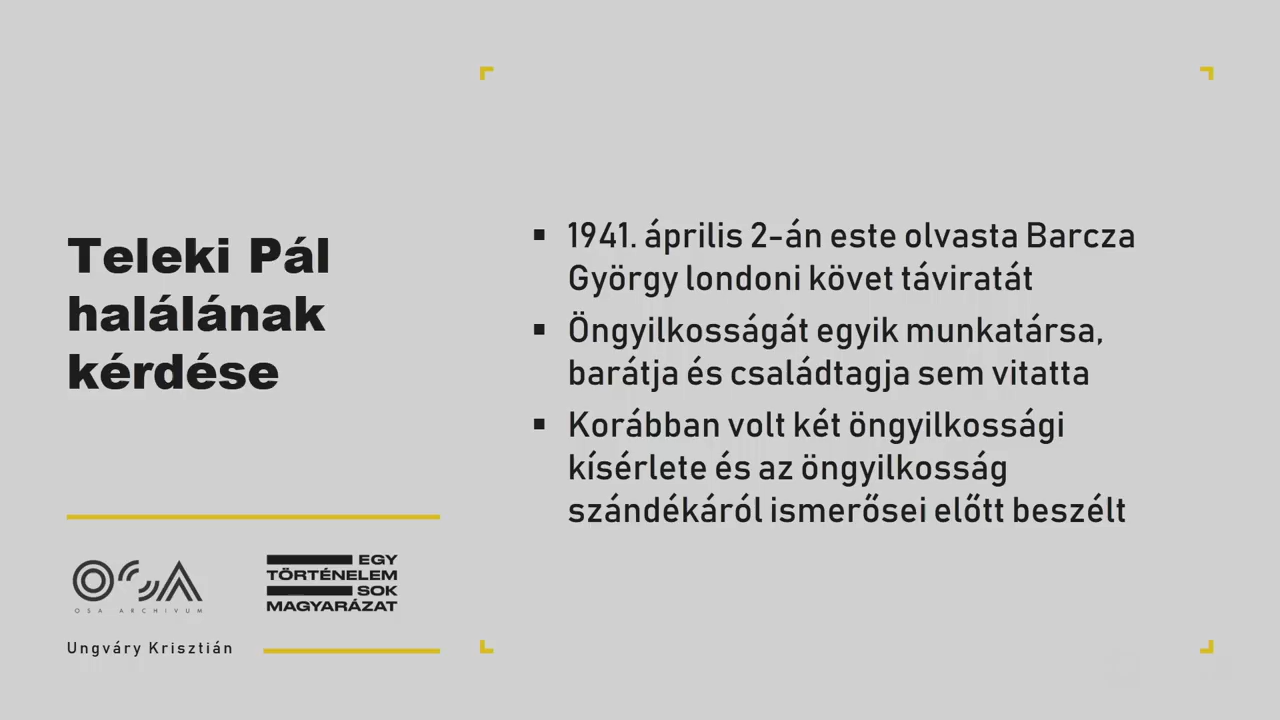 Teleki Pál
halálának
kérdése
1941. április 2-án este olvasta Barcza
György londoni követ táviratát
Öngyilkosságát egyik munkatársa,
barátja és családtagja sem vitatta
Korábban volt két öngyilkossági
kísérlete és az öngyilkosság
szándékáról ismerősei előtt beszélt
OSA
OSA ARCHIVUM
EGY
TÖRTÉNELEM
SOK
MAGYARÁZAT
Ungváry Krisztián